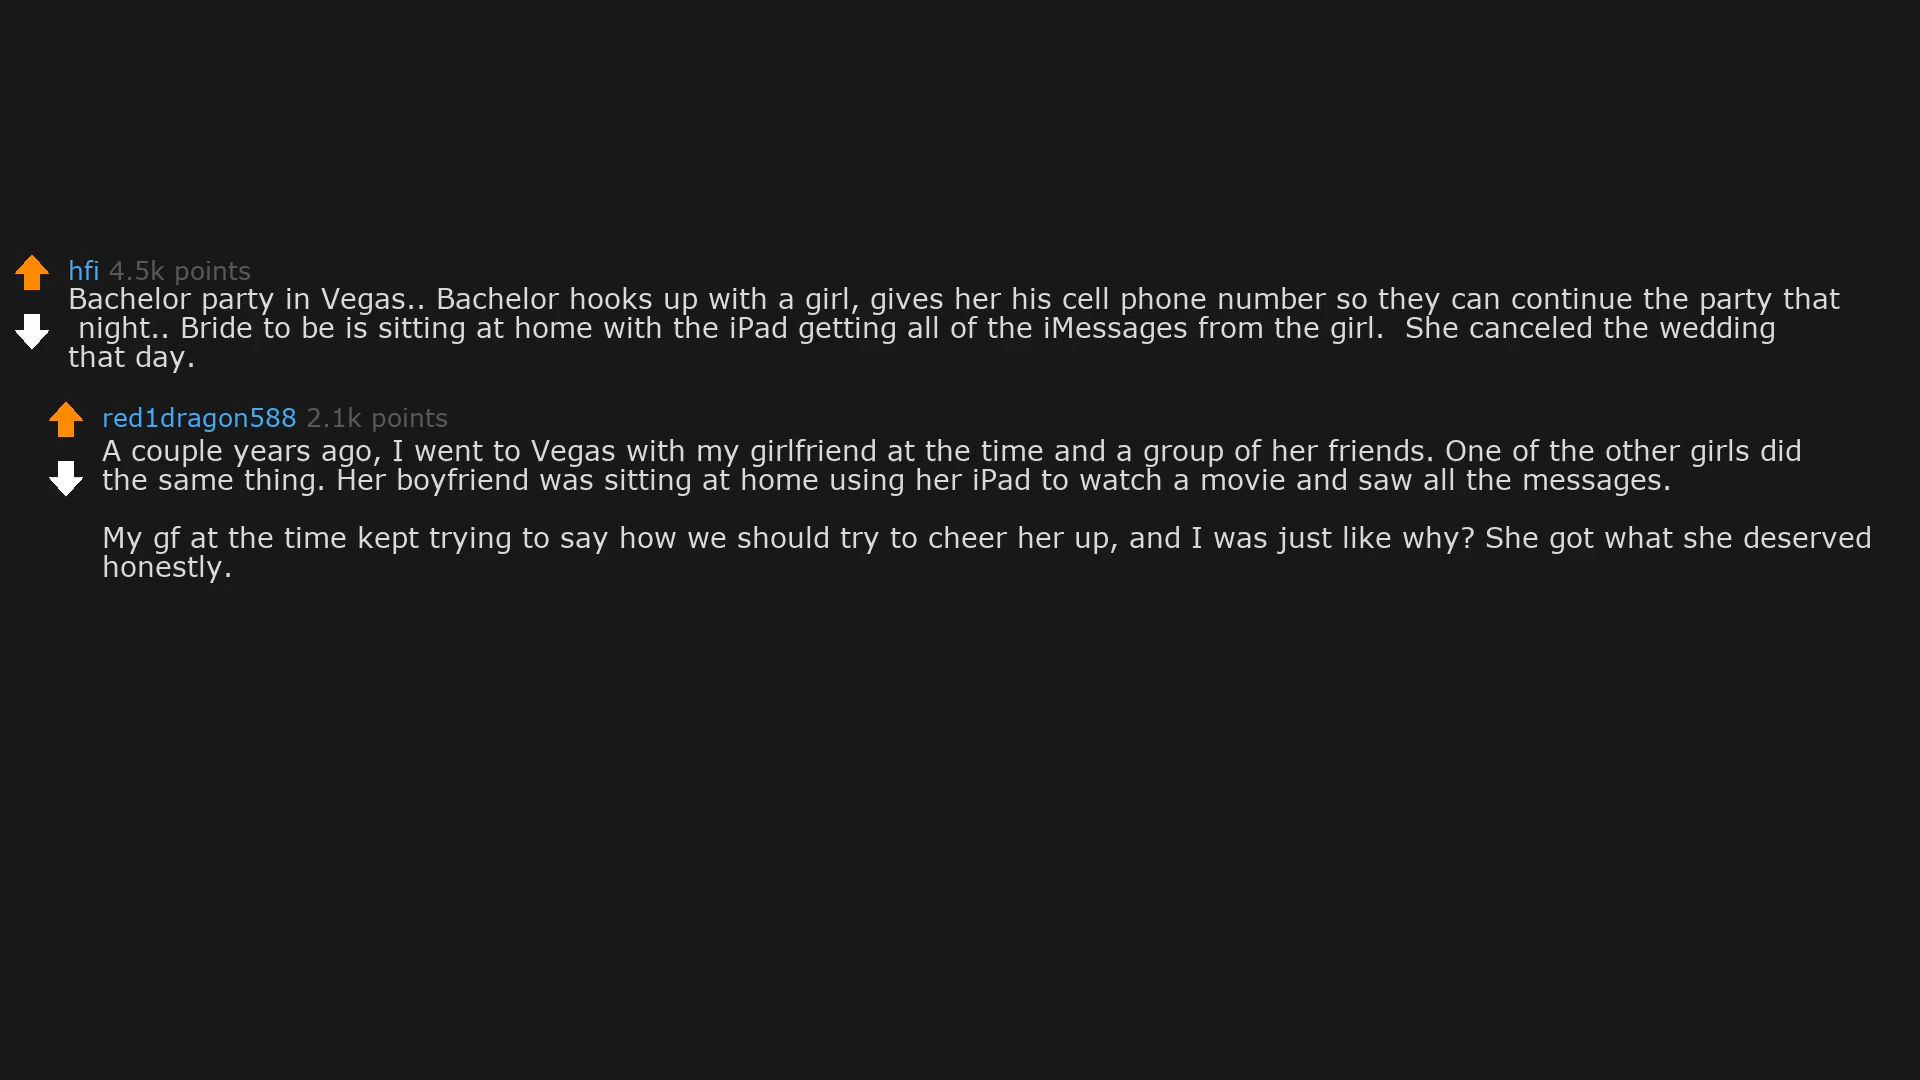 hfi 4.5k points
Bachelor party in Vegas.. Bachelor hooks up with a girl, gives her his cell phone number so they can continue the party that
night.. Bride to be is sitting at home with the iPad getting all of the iMessages from the girl.  She canceled the wedding
that day.
red1dragon588 2.1k points
A couple years ago, I went to Vegas with my girlfriend at the time and a group of her friends. One of the other girls did
the same thing. Her boyfriend was sitting at home using her iPad to watch a movie and saw all the messages.
My gf at the time kept trying to say how we should try to cheer her up, and I was just like why? She got what she deserved
honestly.